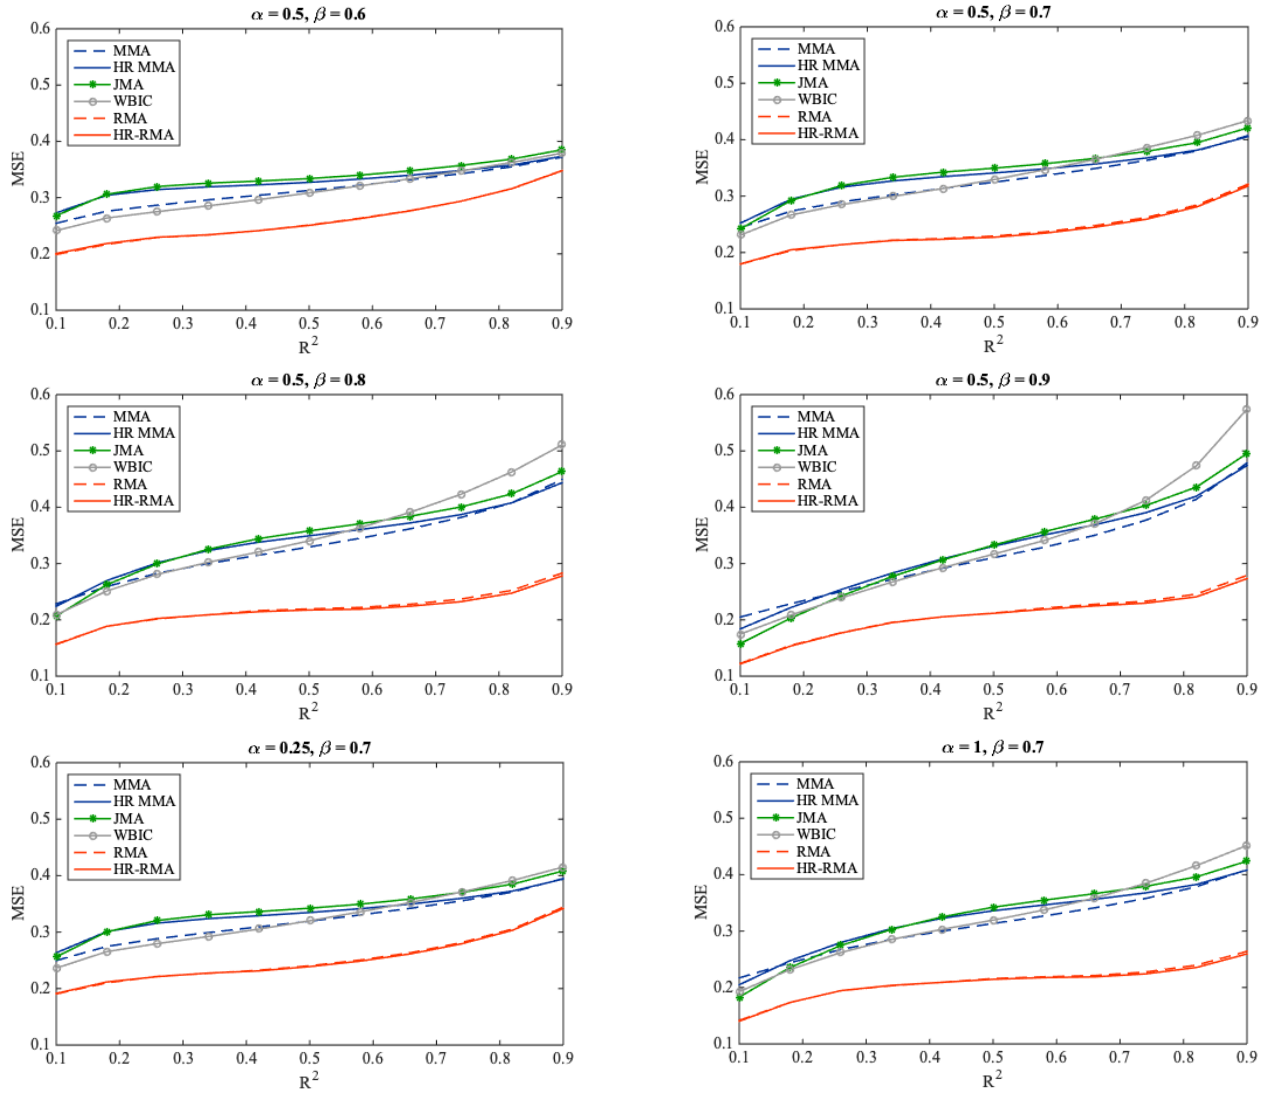 α = 0.5, β = 0.6
0.6
0.5
0.4
0.3
0.2
0.1
MSE
MMA
HR MMA
JMA
WBIC
RMA
HR-RMA
0.1 0.2 0.3 0.4 0.5 0.6 0.7 0.8 0.9
R²
α = 0.5, β = 0.7
0.6
0.5
0.4
0.3
0.2
0.1
MSE
MMA
HR MMA
JMA
WBIC
RMA
HR-RMA
0.1 0.2 0.3 0.4 0.5 0.6 0.7 0.8 0.9
R²
α = 0.5, β = 0.8
0.6
0.5
0.4
0.3
0.2
0.1
MSE
MMA
HR MMA
JMA
WBIC
RMA
HR-RMA
0.1 0.2 0.3 0.4 0.5 0.6 0.7 0.8 0.9
R²
α = 0.5, β = 0.9
0.6
0.5
0.4
0.3
0.2
0.1
MSE
MMA
HR MMA
JMA
WBIC
RMA
HR-RMA
0.1 0.2 0.3 0.4 0.5 0.6 0.7 0.8 0.9
R²
α = 0.25, β = 0.7
0.6
0.5
0.4
0.3
0.2
0.1
MSE
MMA
HR MMA
JMA
WBIC
RMA
HR-RMA
0.1 0.2 0.3 0.4 0.5 0.6 0.7 0.8 0.9
R²
α = 1, β = 0.7
0.6
0.5
0.4
0.3
0.2
0.1
MSE
MMA
HR MMA
JMA
WBIC
RMA
HR-RMA
0.1 0.2 0.3 0.4 0.5 0.6 0.7 0.8 0.9
R²